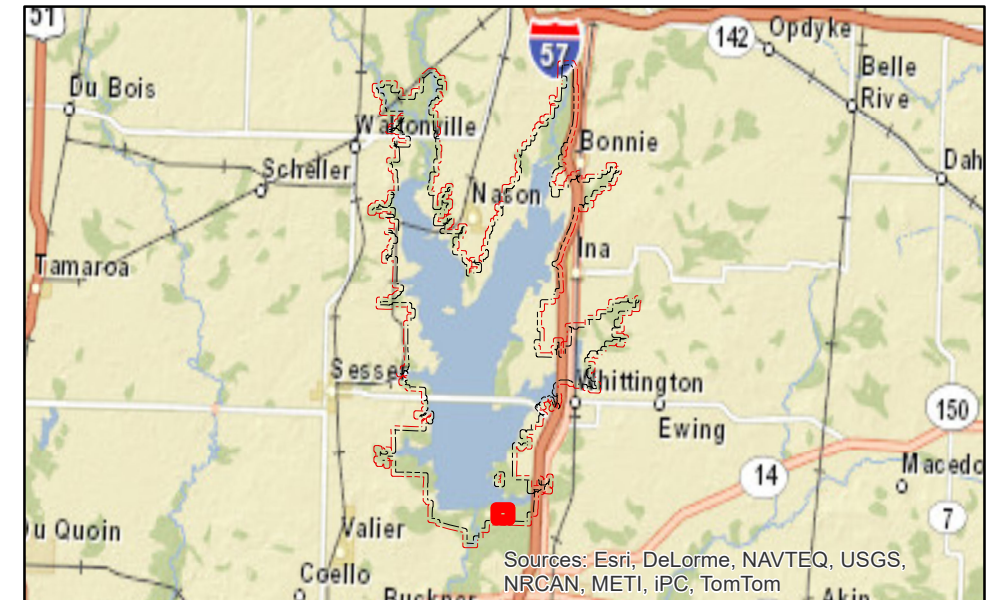 51
57
142
Opdyke
Belle
Rive
Du Bois
Waltonville
Bonnie
Scheller
Dah
Nason
Ina
Tamaroa
Sesser
Whittington
150
Ewing
14
Macedo
7
u Quoin
Valier
Sources: Esri, DeLorme, NAVTEQ, USGS,
NRCAN, METI, iPC, TomTom
Coello
Buckner
Akin